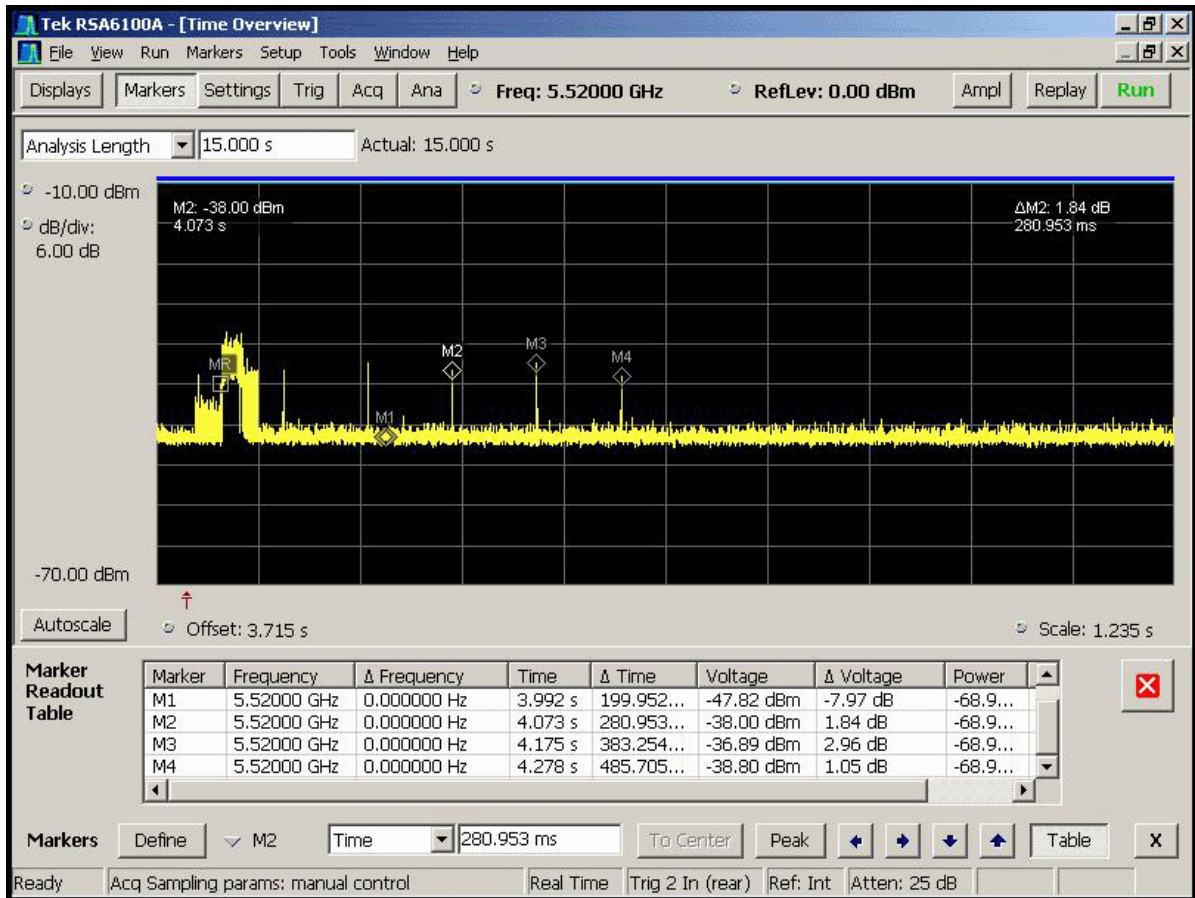 Tek RSA6100A - [Time Overview]
File View Run Markers Setup Tools Window Help
Displays Markers Settings Trig Acq Ana Freq: 5.52000 GHz RefLev: 0.00 dBm Ampl Replay Run
Analysis Length 15.000 s Actual: 15.000 s
-10.00 dBm
dB/div:
6.00 dB
M2: -38.00 dBm
4.073 s
ΔM2: 1.84 dB
280.953 ms
MR
M1
M2
M3
M4
-70.00 dBm
Autoscale Offset: 3.715 s Scale: 1.235 s
Marker
Readout
Table
Marker Frequency Δ Frequency Time Δ Time Voltage Δ Voltage Power
M1 5.52000 GHz 0.000000 Hz 3.992 s 199.952... -47.82 dBm -7.97 dB -68.9...
M2 5.52000 GHz 0.000000 Hz 4.073 s 280.953... -38.00 dBm 1.84 dB -68.9...
M3 5.52000 GHz 0.000000 Hz 4.175 s 383.254... -36.89 dBm 2.96 dB -68.9...
M4 5.52000 GHz 0.000000 Hz 4.278 s 485.705... -38.80 dBm 1.05 dB -68.9...
Markers Define M2 Time 280.953 ms To Center Peak Table X
Ready Acq Sampling params: manual control Real Time Trig 2 In (rear) Ref: Int Atten: 25 dB